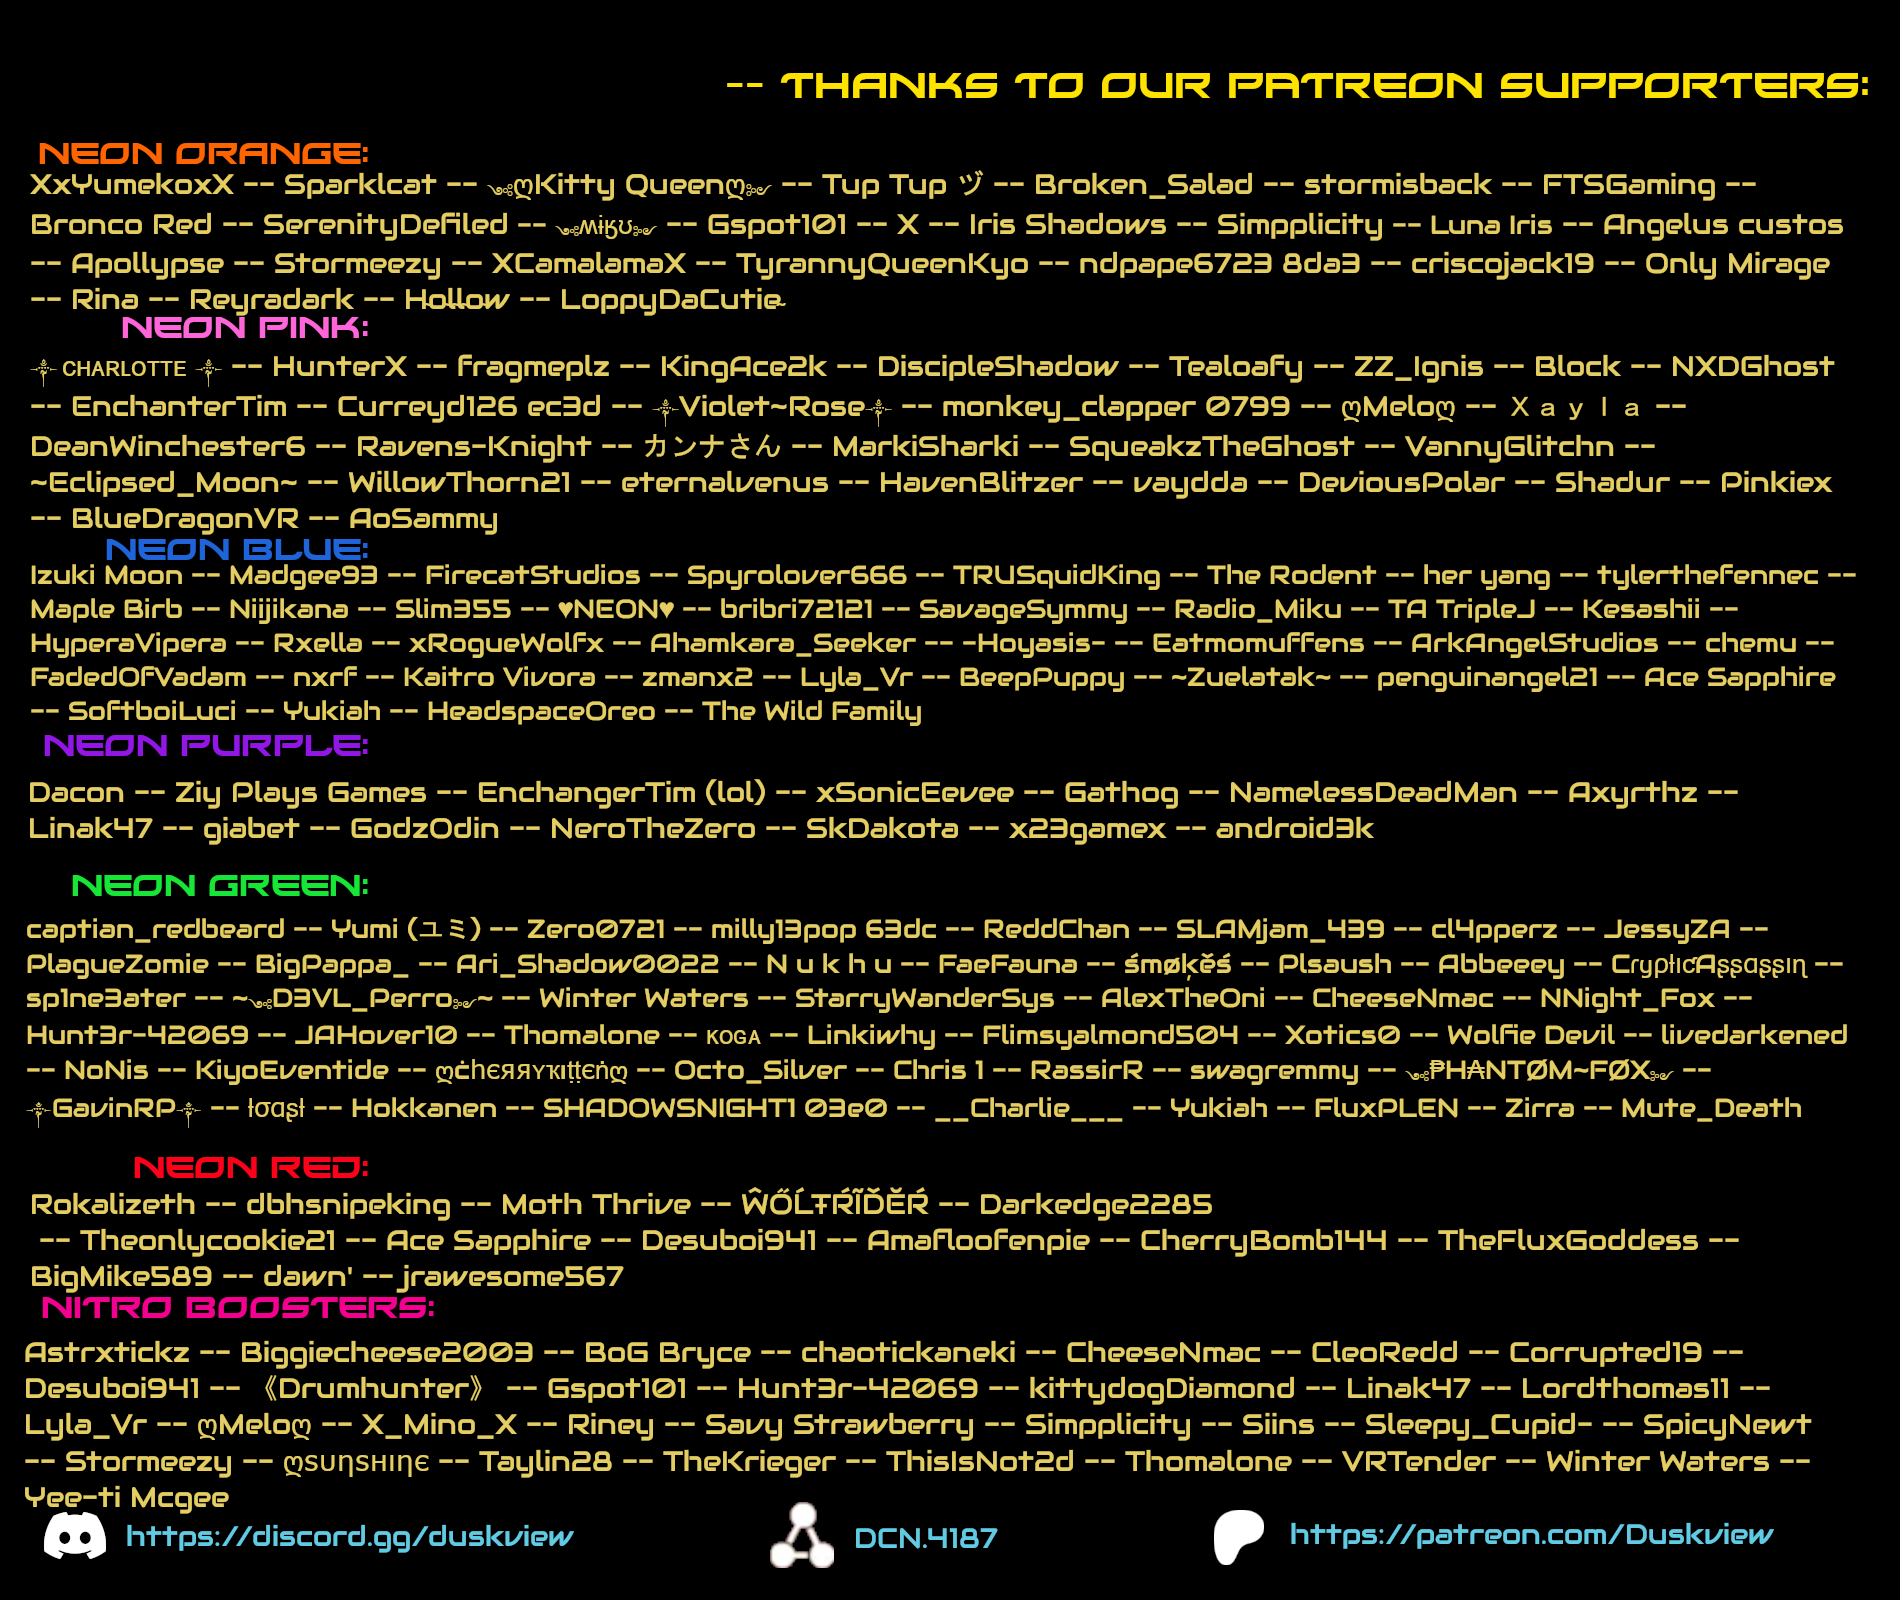 -- THANKS TO OUR PATREON SUPPORTERS:
NEON ORANGE:
XxYumekoxX -- Sparklcat -- ꧁ღKitty Queenღ꧂ -- Tup Tup ヅ -- Broken_Salad -- stormisback -- FTSGaming --
Bronco Red -- SerenityDefiled -- ꧁ʍɨӄʊ꧂ -- Gspot101 -- X -- Iris Shadows -- Simpplicity -- Luna Iris -- Angelus custos
-- Apollypse -- Stormeezy -- XCamalamaX -- TyrannyQueenKyo -- ndpape6723 8da3 -- criscojack19 -- Only Mirage
-- Rina -- Reyradark -- H̴o̴l̴l̴o̴w̴ -- LoppyDaCutie
NEON PINK:
༒ ᴄʜᴀʀʟᴏᴛᴛᴇ ༒ -- HunterX -- fragmeplz -- KingAce2k -- DiscipleShadow -- Tealoafy -- ZZ_Ignis -- Block -- NXDGhost
-- EnchanterTim -- Curreyd126 ec3d -- ༒Violet~Rose༒ -- monkey_clapper 0799 -- ღMeloღ -- Ｘａｙｌａ --
DeanWinchester6 -- Ravens-Knight -- カンナさん -- MarkiSharki -- SqueakzTheGhost -- VannyGlitchn --
~Eclipsed_Moon~ -- WillowThorn21 -- eternalvenus -- HavenBlitzer -- vaydda -- DeviousPolar -- Shadur -- Pinkiex
-- BlueDragonVR -- AoSammy
NEON BLUE:
Izuki Moon -- Madgee93 -- FirecatStudios -- Spyrolover666 -- TRUSquidKing -- The Rodent -- her yang -- tylerthefennec --
Maple Birb -- Niijikana -- Slim355 -- ♥NEON♥ -- bribri72121 -- SavageSymmy -- Radio_Miku -- TA TripleJ -- Kesashii --
HyperaVipera -- Rxella -- xRogueWolfx -- Ahamkara_Seeker -- -Hoyasis- -- Eatmomuffens -- ArkAngelStudios -- chemu --
FadedOfVadam -- nxrf -- Kaitro Vivora -- zmanx2 -- Lyla_Vr -- BeepPuppy -- ~Zuelatak~ -- penguinangel21 -- Ace Sapphire
-- SoftboiLuci -- Yukiah -- HeadspaceOreo -- The Wild Family
NEON PURPLE:
Dacon -- Ziy Plays Games -- EnchangerTim (lol) -- xSonicEevee -- Gathog -- NamelessDeadMan -- Axyrthz --
Linak47 -- giabet -- GodzOdin -- NeroTheZero -- SkDakota -- x23gamex -- android3k
NEON GREEN:
captian_redbeard -- Yumi (ユミ) -- Zero0721 -- milly13pop 63dc -- ReddChan -- SLAMjam_439 -- cl4pperz -- JessyZA --
PlagueZomie -- BigPappa_ -- Ari_Shadow0022 -- N u k h u -- FaeFauna -- śmøķěś -- Plsaush -- Abbeeey -- CɾყρƚιƈAʂʂαʂʂιɳ --
sp1ne3ater -- ~꧁D3VL_Perro꧂~ -- Winter Waters -- StarryWanderSys -- AlexTheOni -- CheeseNmac -- NNight_Fox --
Hunt3r-42069 -- JAHover10 -- Thomalone -- ᴋᴏɢᴀ -- Linkiwhy -- Flimsyalmond504 -- Xotics0 -- Wolfie Devil -- livedarkened
-- NoNis -- KiyoEventide -- ღċhєяяʏĸıţţєṅღ -- Octo_Silver -- Chris 1 -- RassirR -- swagremmy -- ꧁₱H₳NTØM~FØX꧂ --
༒GavinRP༒ -- ƚσαʂƚ -- Hokkanen -- SHADOWSNIGHT1 03e0 -- __Charlie___ -- Yukiah -- FluxPLEN -- Zirra -- Mute_Death
NEON RED:
Rokalizeth -- dbhsnipeking -- Moth Thrive -- ŴŐĹŦŔĨĎĔŔ -- Darkedge2285
-- Theonlycookie21 -- Ace Sapphire -- Desuboi941 -- Amafloofenpie -- CherryBomb144 -- TheFluxGoddess --
BigMike589 -- dawn' -- jrawesome567
NITRO BOOSTERS:
Astrxtickz -- Biggiecheese2003 -- BoG Bryce -- chaotickaneki -- CheeseNmac -- CleoRedd -- Corrupted19 --
Desuboi941 -- 《Drumhunter》 -- Gspot101 -- Hunt3r-42069 -- kittydogDiamond -- Linak47 -- Lordthomas11 --
Lyla_Vr -- ღMeloღ -- X_Mino_X -- Riney -- Savy Strawberry -- Simpplicity -- Siins -- Sleepy_Cupid- -- SpicyNewt
-- Stormeezy -- ღѕυηѕнιηєღ -- Taylin28 -- TheKrieger -- ThisIsNot2d -- Thomalone -- VRTender -- Winter Waters --
Yee-ti Mcgee
https://discord.gg/duskview
DCN.4187
https://patreon.com/Duskview